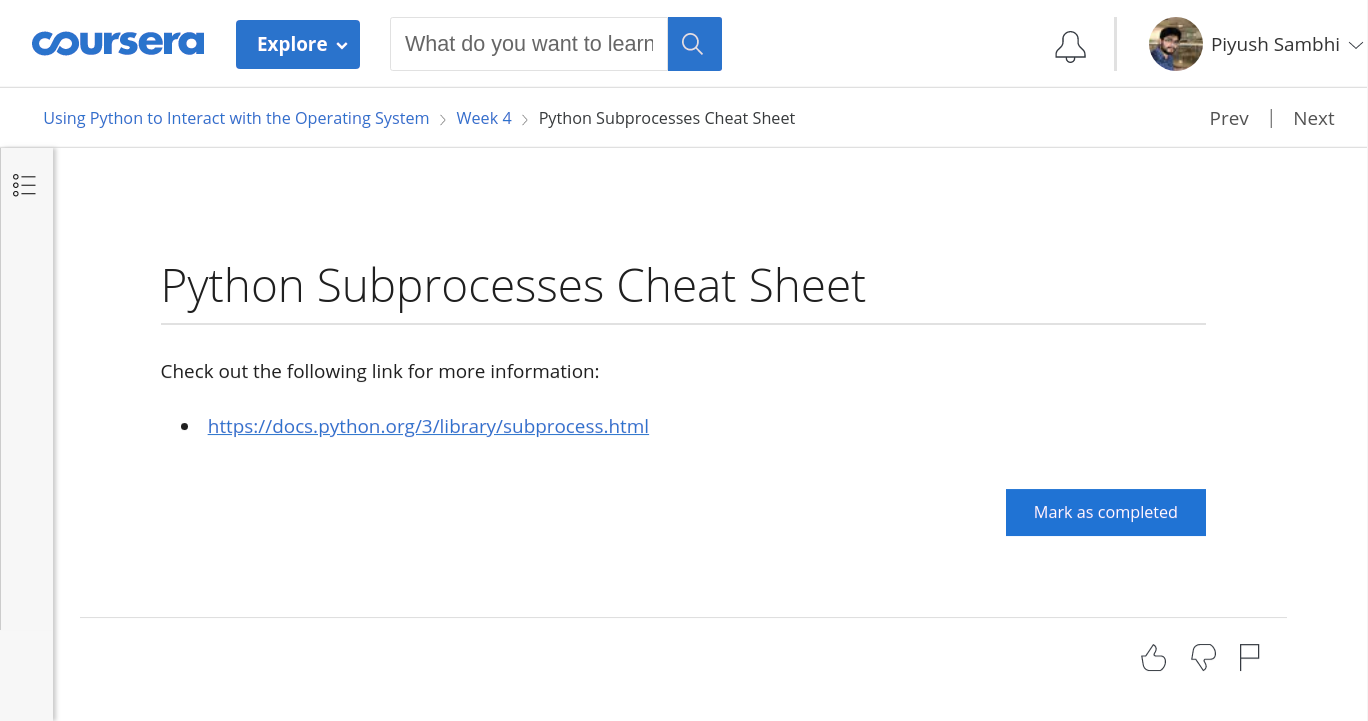 coursera
Explore
What do you want to learn
Piyush Sambhi
Using Python to Interact with the Operating System
Week 4
Python Subprocesses Cheat Sheet
Prev
Next
Python Subprocesses Cheat Sheet
Check out the following link for more information:
https://docs.python.org/3/library/subprocess.html
Mark as completed